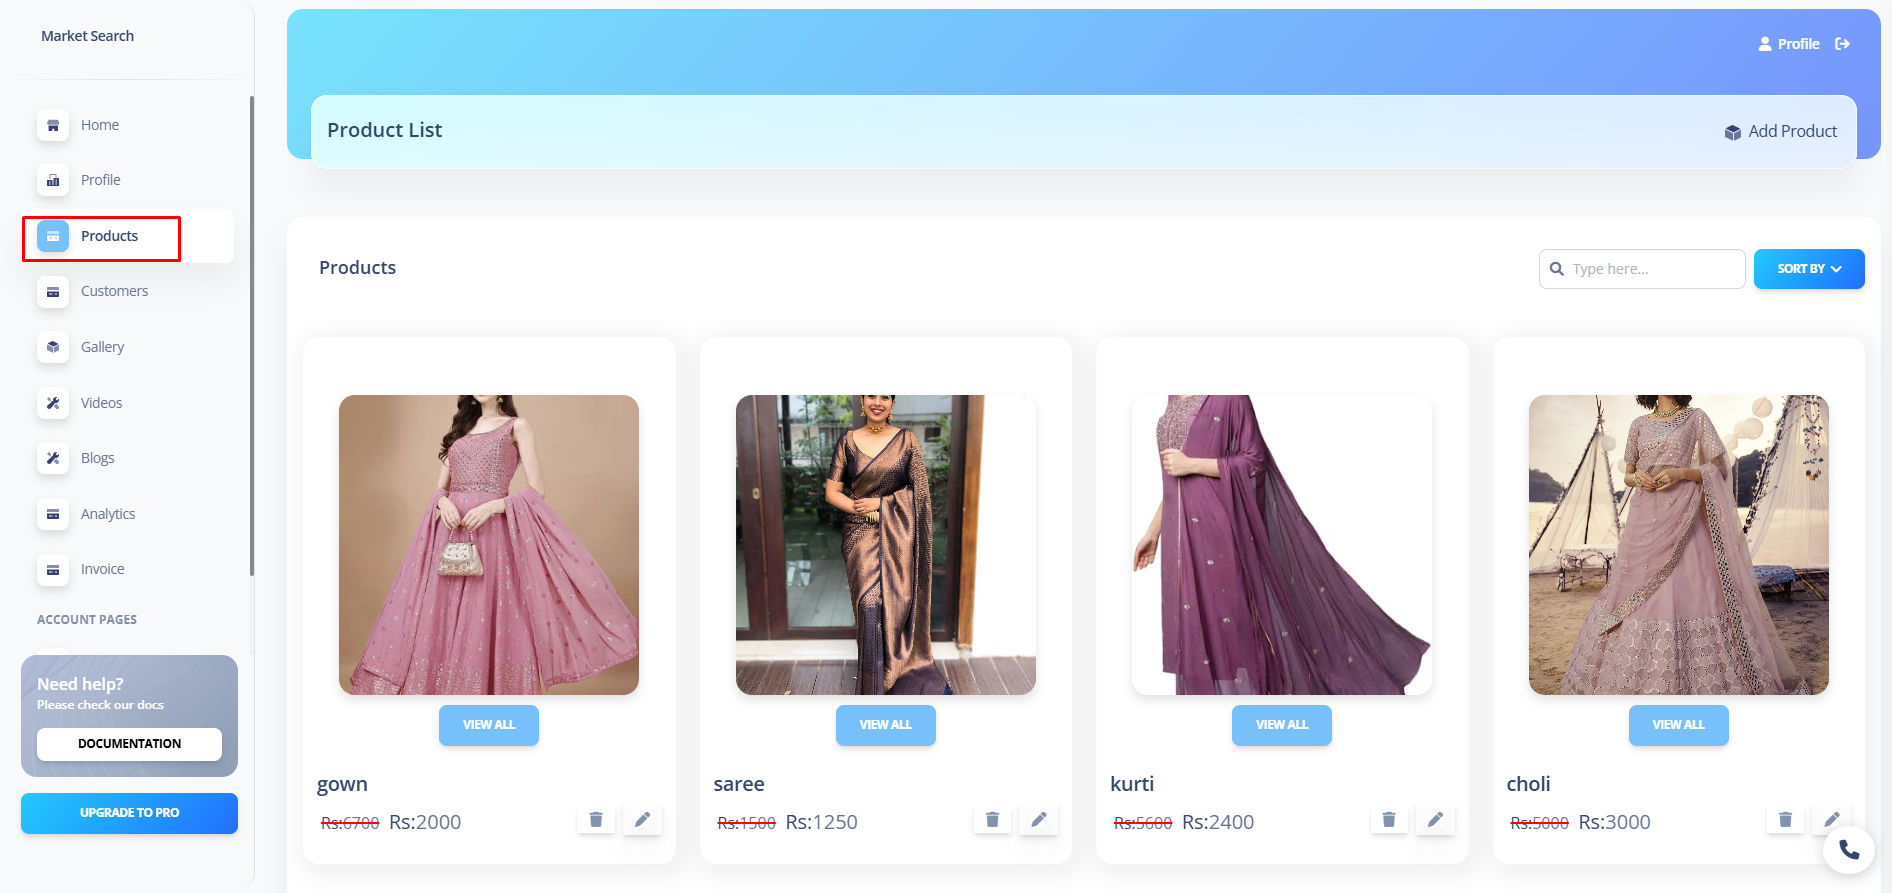 Market Search
Home
Profile
Products
Customers
Gallery
Videos
Blogs
Analytics
Invoice
ACCOUNT PAGES
Need help?
Please check our docs
DOCUMENTATION
UPGRADE TO PRO
Profile
Product List
Add Product
Products
Type here...
SORT BY
VIEW ALL
gown
Rs:6700 Rs:2000
VIEW ALL
saree
Rs:1500 Rs:1250
VIEW ALL
kurti
Rs:5600 Rs:2400
VIEW ALL
choli
Rs:5000 Rs:3000